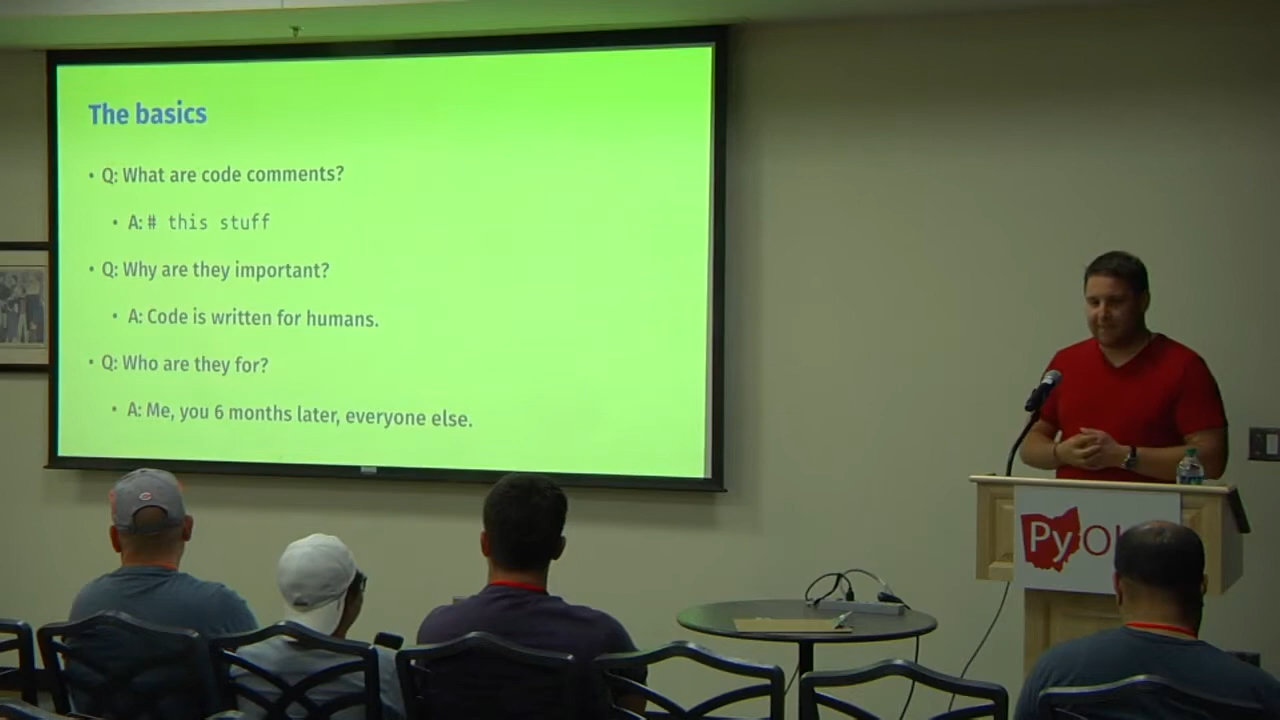 The basics
• Q: What are code comments?
• A: # this stuff
• Q: Why are they important?
• A: Code is written for humans.
• Q: Who are they for?
• A: Me, you 6 months later, everyone else.
C
Py